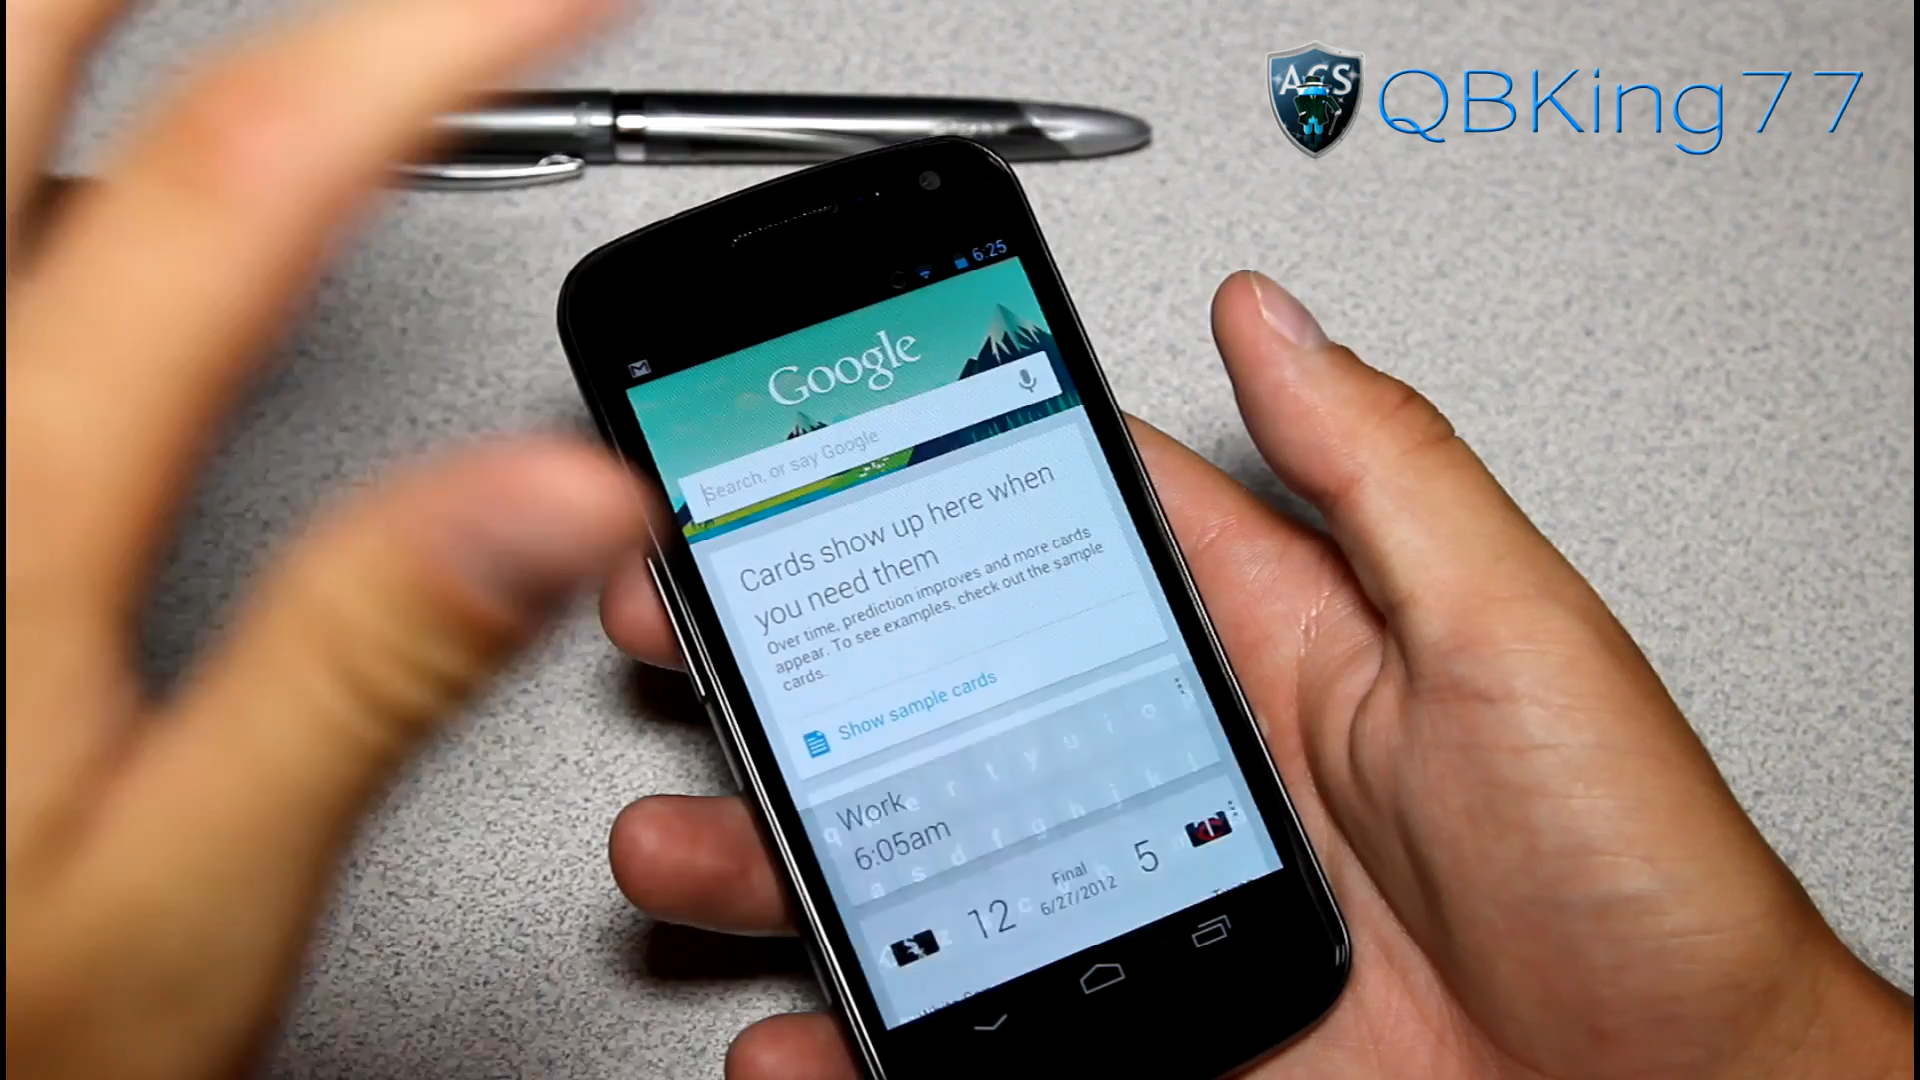 ACS
QBKing77
6:25
Google
Search, or say Google
Cards show up here when
you need them
Over time, prediction improves and more cards
appear. To see examples, check out the sample
cards.
Show sample cards
Work
6:05am
12
Final
6/27/2012
5